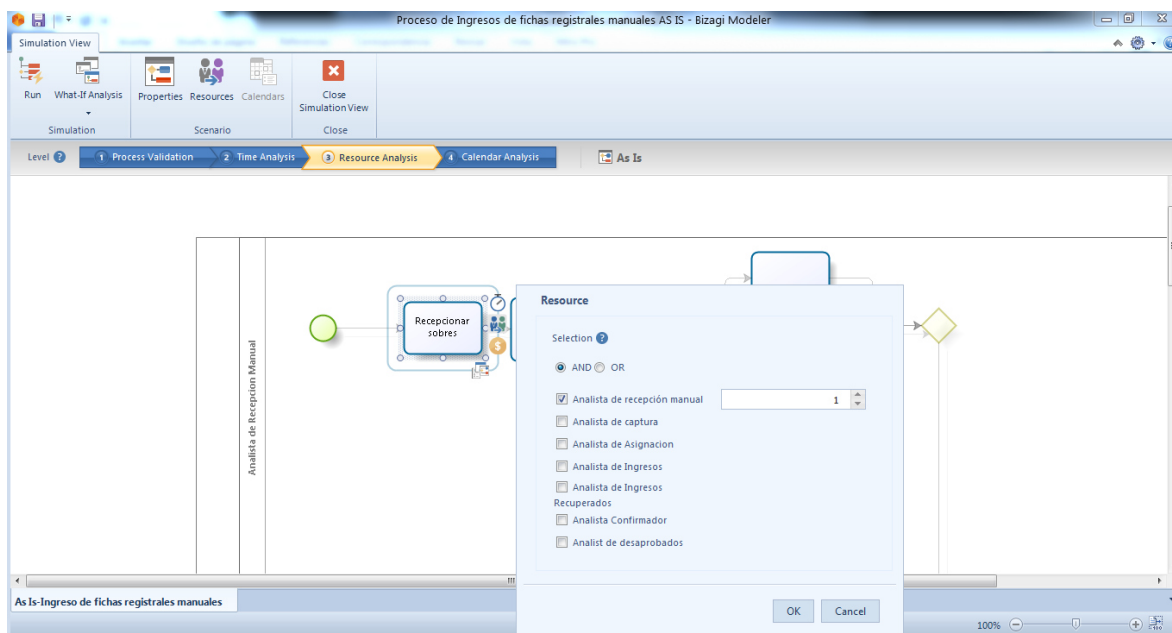 Proceso de Ingresos de fichas registrales manuales AS IS - Bizagi Modeler
Simulation View
Run What-If Analysis Properties Resources Calendars Close
Simulation View
Simulation Scenario Close
Level 1 Process Validation 2 Time Analysis 3 Resource Analysis 4 Calendar Analysis As Is
Analista de Recepcion Manual
Recepcionar
sobres
Resource
Selection
AND OR
Analista de recepción manual 1
Analista de captura
Analista de Asignacion
Analista de Ingresos
Analista de Ingresos
Recuperados
Analista Confirmador
Analist de desaprobados
OK Cancel
As Is-Ingreso de fichas registrales manuales
100%